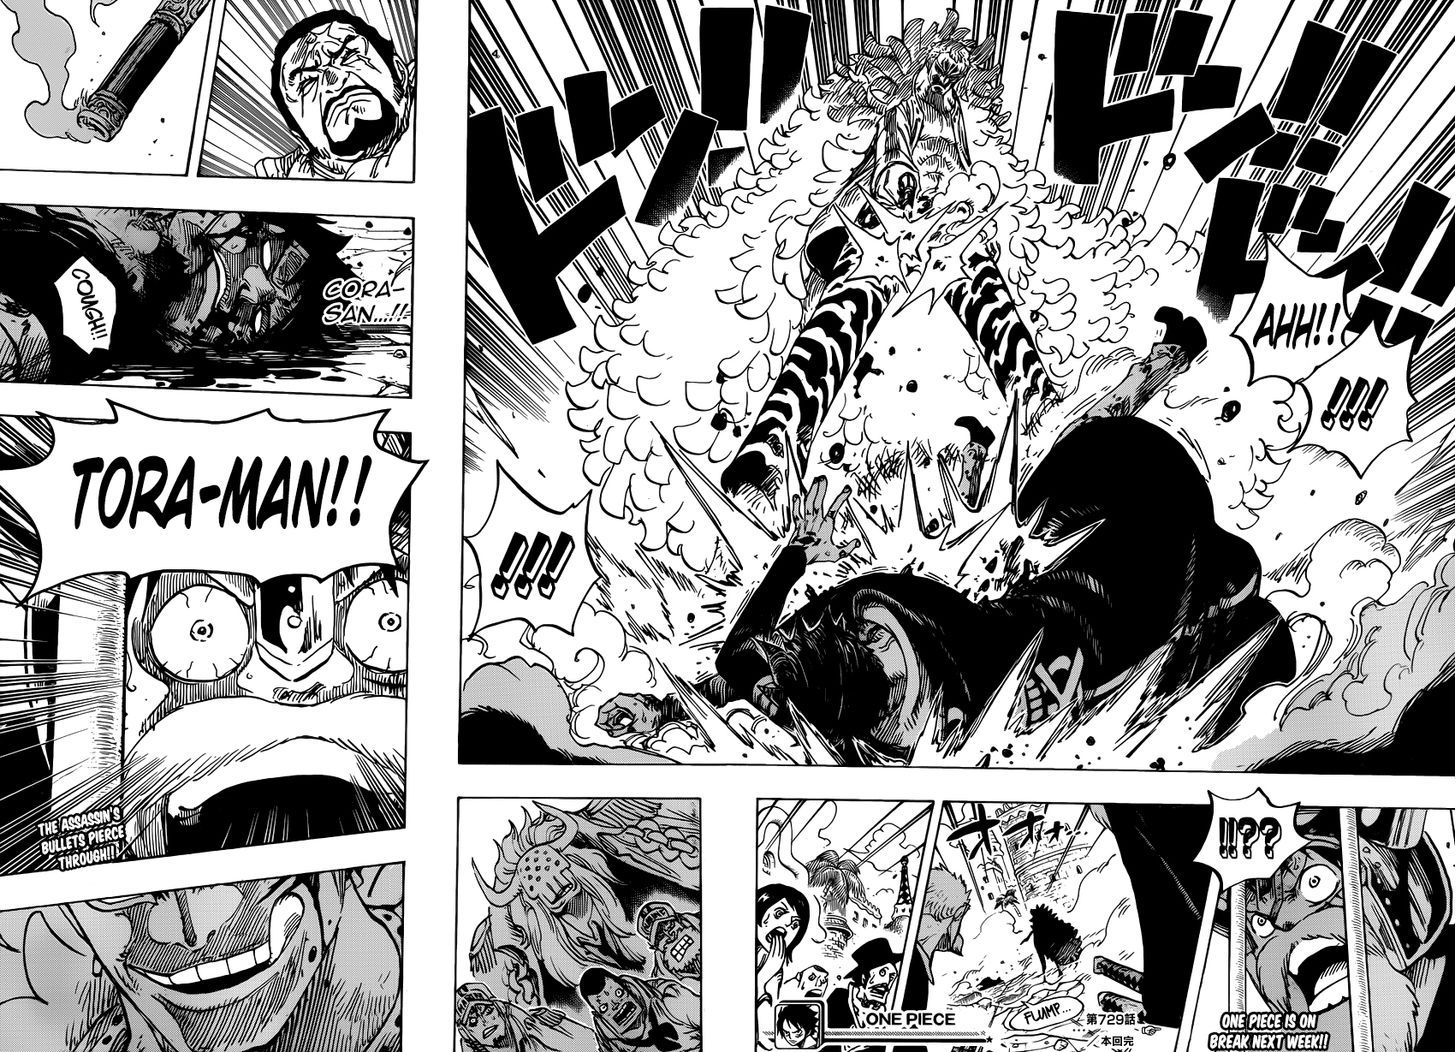 ドン!!
ドン!!
ドン!!
AHH!!
!!!!
!!!!
!!??
ONE PIECE IS ON
BREAK NEXT WEEK!!
FLUMP...
ONE PIECE
第729話
本回完
CORA-
SAN...!!
COUGH!!!
TORA-MAN!!
THE ASSASSIN'S
BULLETS PIERCE
THROUGH!!